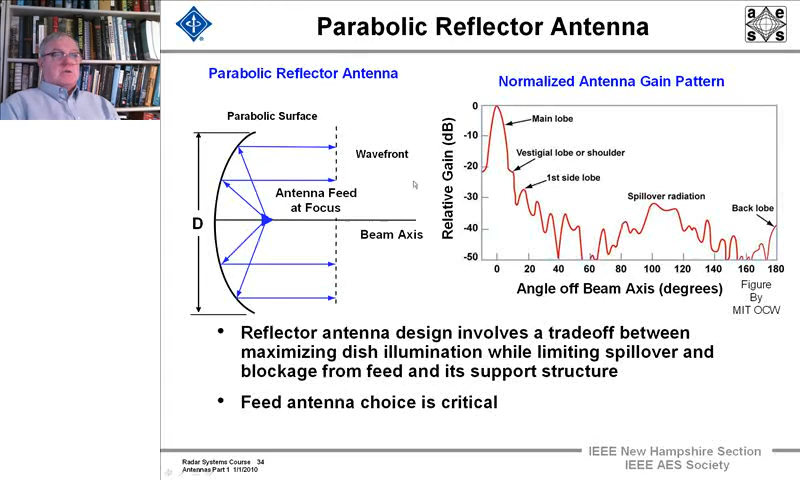 Parabolic Reflector Antenna
a e
s s
Parabolic Reflector Antenna
Parabolic Surface
Wavefront
Antenna Feed
at Focus
Beam Axis
D
Normalized Antenna Gain Pattern
Relative Gain (dB)
0
-10
-20
-30
-40
-50
Main lobe
Vestigial lobe or shoulder
1st side lobe
Spillover radiation
Back lobe
0 20 40 60 80 100 120 140 160 180
Angle off Beam Axis (degrees)
Figure
By
MIT OCW
• Reflector antenna design involves a tradeoff between
maximizing dish illumination while limiting spillover and
blockage from feed and its support structure
• Feed antenna choice is critical
Radar Systems Course 34
Antennas Part 1 1/1/2010
IEEE New Hampshire Section
IEEE AES Society